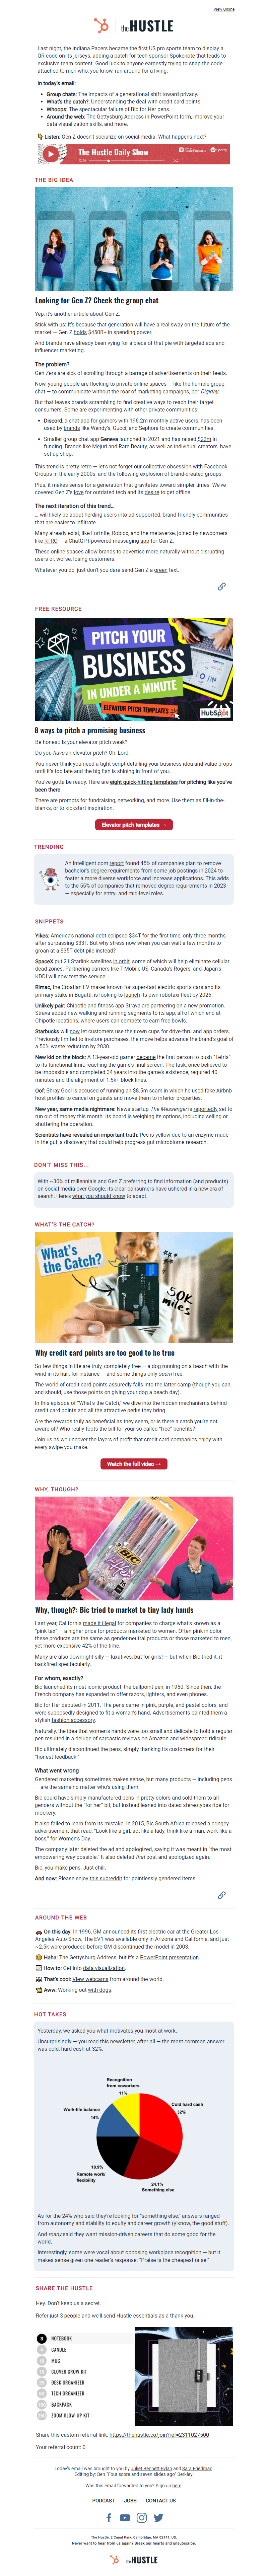 View Online
theHUSTLE
Last night, the Indiana Pacers became the first US pro sports team to display a
QR code on its jerseys, adding a patch for tech sponsor Spokenote that leads to
exclusive team content. Good luck to anyone earnestly trying to snap the code
attached to men who, you know, run around for a living.
In today's email:
Group chats: The impacts of a generational shift toward privacy.
What's the catch?: Understanding the deal with credit card points.
Whoops: The spectacular failure of Bic for Her pens.
Around the web: The Gettysburg Address in PowerPoint form, improve your
data visualization skills, and more.
Listen: Gen Z doesn't socialize on social media. What happens next?
The Hustle Daily Show
THE BIG IDEA
Looking for Gen Z? Check the group chat
Yep, it's another article about Gen Z.
Stick with us: It's because that generation will have a real sway on the future of the
market — Gen Z holds $450B+ in spending power.
And brands have already been vying for a piece of that pie with targeted ads and
influencer marketing.
The problem?
Gen Zers are sick of scrolling through a barrage of advertisements on their feeds.
Now, young people are flocking to private online spaces — like the humble group
chat — to communicate without the roar of marketing campaigns, per Digiday.
But that leaves brands scrambling to find creative ways to reach their target
consumers. Some are experimenting with other private communities:
Discord, a chat app for gamers with 196.2m monthly active users, has been
used by brands like Wendy's, Gucci, and Sephora to create communities.
Smaller group chat app Geneva launched in 2021 and has raised $22m in
funding. Brands like Mejuri and Rare Beauty, as well as individual creators, have
set up shop.
This trend is pretty retro — let's not forget our collective obsession with Facebook
Groups in the early 2000s, and the following explosion of brand-created groups.
Plus, it makes sense for a generation that gravitates toward times of yore. We've
covered Gen Z's love for outdated tech and its desire to get offline.
The next iteration of this trend...
… will likely be about herding users into ad-supported, brand-friendly communities
that are easier to infiltrate.
Many already exist, like Fortnite, Roblox, and the metaverse, joined by newcomers
like RTRO — a ChatGPT-powered messaging app for Gen Z.
These online spaces allow brands to advertise more naturally without disrupting
users or, worse, losing customers.
Whatever you do, just don't you dare send Gen Z a green text.
FREE RESOURCE
PITCH YOUR
BUSINESS
IN UNDER A MINUTE
ELEVATOR PITCH TEMPLATES
HubSpot
8 ways to pitch a promising business
Be honest: Is your elevator pitch weak?
Do you have an elevator pitch? Oh, Lord.
You never think you need a tight script detailing your business idea and value props
until it's too late and the big fish is shining in front of you.
You've gotta be ready. Here are eight quick-hitting templates for pitching like you've
been there.
There are prompts for fundraising, networking, and more. Use them as fill-in-the-
blanks, or to kickstart inspiration.
Elevator pitch templates →
TRENDING
An Intelligent.com report found 45% of companies plan to remove
bachelor's degree requirements from some job postings in 2024 to
foster a more diverse workforce and increase applications. This adds
to the 55% of companies that removed degree requirements in 2023
— especially for entry- and mid-level roles.
SNIPPETS
Yikes: America's national debt eclipsed $34T for the first time, only three months
after surpassing $33T. But why stress now when you can wait a few months to
groan at a $35T debt instead?
SpaceX put 21 Starlink satellites in orbit, some of which will help eliminate cellular
dead zones. Partnering carriers like T-Mobile US, Canada's Rogers, and Japan's
KDDI will now test the service.
Rimac, the Croatian EV maker known for super-fast electric sports cars and its
primary stake in Bugatti, is looking to launch its own robotaxi fleet by 2026.
Unlikely pair: Chipotle and fitness app Strava are partnering on a new feature.
Strava added new walking and running segments to its app, all of which end at
Chipotle locations, where users can compete to earn free bowls.
Starbucks will now let customers use their own cups for drive-thru and app orders.
Previously limited to in-store purchases, the move inches toward the brand's goal of
a 50% waste reduction by 2030.
New kid on the block: A 13-year-old gamer became the first person to push "Tetris"
to its functional limit, reaching the game's first crash screen. The task, once believed
to be impossible to complete 34 years into the game's existence, required 40
minutes and the alignment of 1.5k+ block lines.
Oof: Shray Goel is accused of running an $8.5m scam in which he used fake Airbnb
profiles to cancel on guests and move them to inferior properties.
New year, same media nightmare: News startup The Messenger is reportedly set to
run out of money this month. Its board is weighing its options, including selling or
shuttering the operation.
Scientists have revealed an important truth: Pee is yellow due to an enzyme made
in the gut, a discovery that could help progress gut microbiome research.
DON'T MISS THIS...
With ~30% of millennials and Gen Z prefering to find information (and products)
on social media over Google, its clear consumers have ushered in a new era of
search. Here's what you should know to adapt.
WHAT'S THE CATCH?
What's
the Catch?
50K
miles
Why credit card points are too good to be true
So few things in life are truly, completely free — a dog running on a beach with the
wind in its hair, for instance — and some things only seem free.
The world of credit card points assuredly falls into the latter camp (though you can,
and should, use those points on giving your dog a beach day).
In this episode of "What's the Catch," we dive into the hidden mechanisms behind
credit card points and all the attractive perks they bring.
Are the rewards truly as beneficial as they seem, or is there a catch you're not
aware of? Who really foots the bill for your so-called "free" benefits?
Join us as we uncover the layers of profit that credit card companies enjoy with
every swipe you make.
Watch the full video →
WHY, THOUGH?
BIC
Why, though?: Bic tried to market to tiny lady hands
Last year, California made it illegal for companies to charge what's known as a
"pink tax" — a higher price for products marketed to women. Often pink in color,
these products are the same as gender-neutral products or those marketed to men,
yet more expensive 42% of the time.
Many are also downright silly — laxatives, but for girls! — but when Bic tried it, it
backfired spectacularly.
For whom, exactly?
Bic launched its most iconic product, the ballpoint pen, in 1950. Since then, the
French company has expanded to offer razors, lighters, and even phones.
Bic for Her debuted in 2011. The pens came in pink, purple, and pastel colors, and
were supposedly designed to fit a woman's hand. Advertisements painted them a
stylish fashion accessory.
Naturally, the idea that women's hands were too small and delicate to hold a regular
pen resulted in a deluge of sarcastic reviews on Amazon and widespread ridicule.
Bic ultimately discontinued the pens, simply thanking its customers for their
"honest feedback."
What went wrong
Gendered marketing sometimes makes sense, but many products — including pens
— are the same no matter who's using them.
Bic could have simply manufactured pens in pretty colors and sold them to all
genders without the "for her" bit, but instead leaned into dated stereotypes ripe for
mockery.
It also failed to learn from its mistake. In 2015, Bic South Africa released a cringey
advertisement that read, "Look like a girl, act like a lady, think like a man, work like a
boss," for Women's Day.
The company later deleted the ad and apologized, saying it was meant in "the most
empowering way possible." It also deleted that post and apologized again.
Bic, you make pens. Just chill.
And now: Please enjoy this subreddit for pointlessly gendered items.
AROUND THE WEB
On this day: In 1996, GM announced its first electric car at the Greater Los
Angeles Auto Show. The EV1 was available only in Arizona and California, and just
~2.5k were produced before GM discontinued the model in 2003.
Haha: The Gettysburg Address, but it's a PowerPoint presentation.
How to: Get into data visualization.
That's cool: View webcams from around the world.
Aww: Working out with dogs.
HOT TAKES
Yesterday, we asked you what motivates you most at work.
Unsurprisingly — you read this newsletter, after all — the most common answer
was cold, hard cash at 32%.
Recognition
from coworkers
11%
Work-life balance
14%
Cold hard cash
32%
18.9%
Remote work/
flexibility
24.1%
Something else
As for the 24% who said they're looking for "something else," answers ranged
from autonomy and stability to equity and career growth (y'know, the good stuff).
And many said they want mission-driven careers that do some good for the
world.
Interestingly, some were vocal about opposing workplace recognition — but it
makes sense given one reader's response: "Praise is the cheapest raise."
SHARE THE HUSTLE
Hey. Don't keep us a secret.
Refer just 3 people and we'll send Hustle essentials as a thank you.
3 NOTEBOOK
CANDLE
MUG
CLOVER GROW KIT
DESK ORGANIZER
TECH ORGANIZER
BACKPACK
ZOOM GLOW-UP KIT
Share this custom referral link: https://thehustle.co/join?ref=2311027500
Your referral count: 0
Today's email was brought to you by Juliet Bennett Rylah and Sara Friedman.
Editing by: Ben "Four score and seven slides ago" Berkley.
Was this email forwarded to you? Sign up here.
PODCAST JOBS CONTACT US
The Hustle, 2 Canal Park, Cambridge, MA 02141, US.
Never want to hear from us again? Break our hearts and unsubscribe.
theHUSTLE